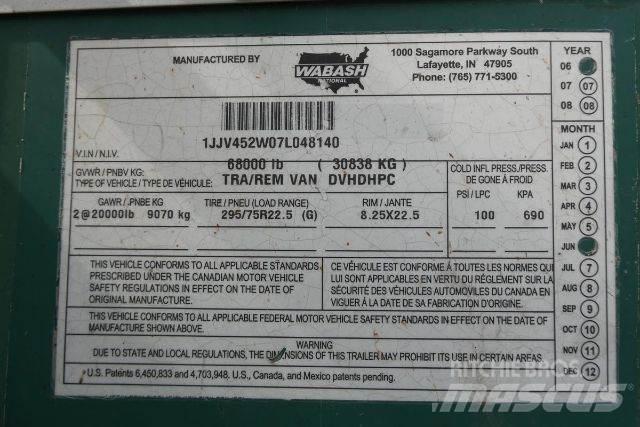 MANUFACTURED BY
WABASH
NATIONAL
1000 Sagamore Parkway South
Lafayette, IN 47905
Phone: (765) 771-5300
1JJV452W07L048140
V.I.N / N.I.V.
68000 lb ( 30838 KG )
GVWR / PNBV KG:
TYPE OF VEHICLE / TYPE DE VÉHICULE: TRA/REM VAN DVHDHPC
COLD INFL PRESS./PRESS.
DE GONE À FROID
PSI / LPC KPA
GAWR / .PNBE KG TIRE / PNEU (LOAD RANGE) RIM / JANTE
2@20000lb 9070 kg 295/75R22.5 (G) 8.25X22.5 100 690
THIS VEHICLE CONFORMS TO ALL APPLICABLE STANDARDS
PRESCRIBED UNDER THE CANADIAN MOTOR VEHICLE
SAFETY REGULATIONS IN EFFECT ON THE DATE OF
ORIGINAL MANUFACTURE.
CE VÉHICULE EST CONFORME À TOUTES LES NORMES QUI
LUI SONT APPLICABLES EN VERTU DU RÉGLEMENT SUR LA
SÉCURITÉ DES VÉHICULES AUTOMOBILES DU CANADA EN
VIGUER À LA DATE DE SA FABRICATION D'ORIGINE.
THIS VEHICLE CONFORMS TO ALL APPLICABLE FEDERAL MOTOR VEHICLE SAFETY STANDARDS IN EFFECT ON THE DATE OF
MANUFACTURE SHOWN ABOVE.
WARNING
DUE TO STATE AND LOCAL REGULATIONS, THE DIMENSIONS OF THIS TRAILER MAY PROHIBIT ITS USE IN CERTAIN AREAS.
U.S. Patents 6,450,833 and 4,703,948. U.S., Canada, and Mexico patents pending.
YEAR
06
07 07
08 08
MONTH
JAN 1
FEB 2
MAR 3
APR 4
MAY 5
JUN
JUL 7
AUG 8
SEP 9
OCT 10
NOV 11
DEC 12
RITCHIE BROS
MASCUS